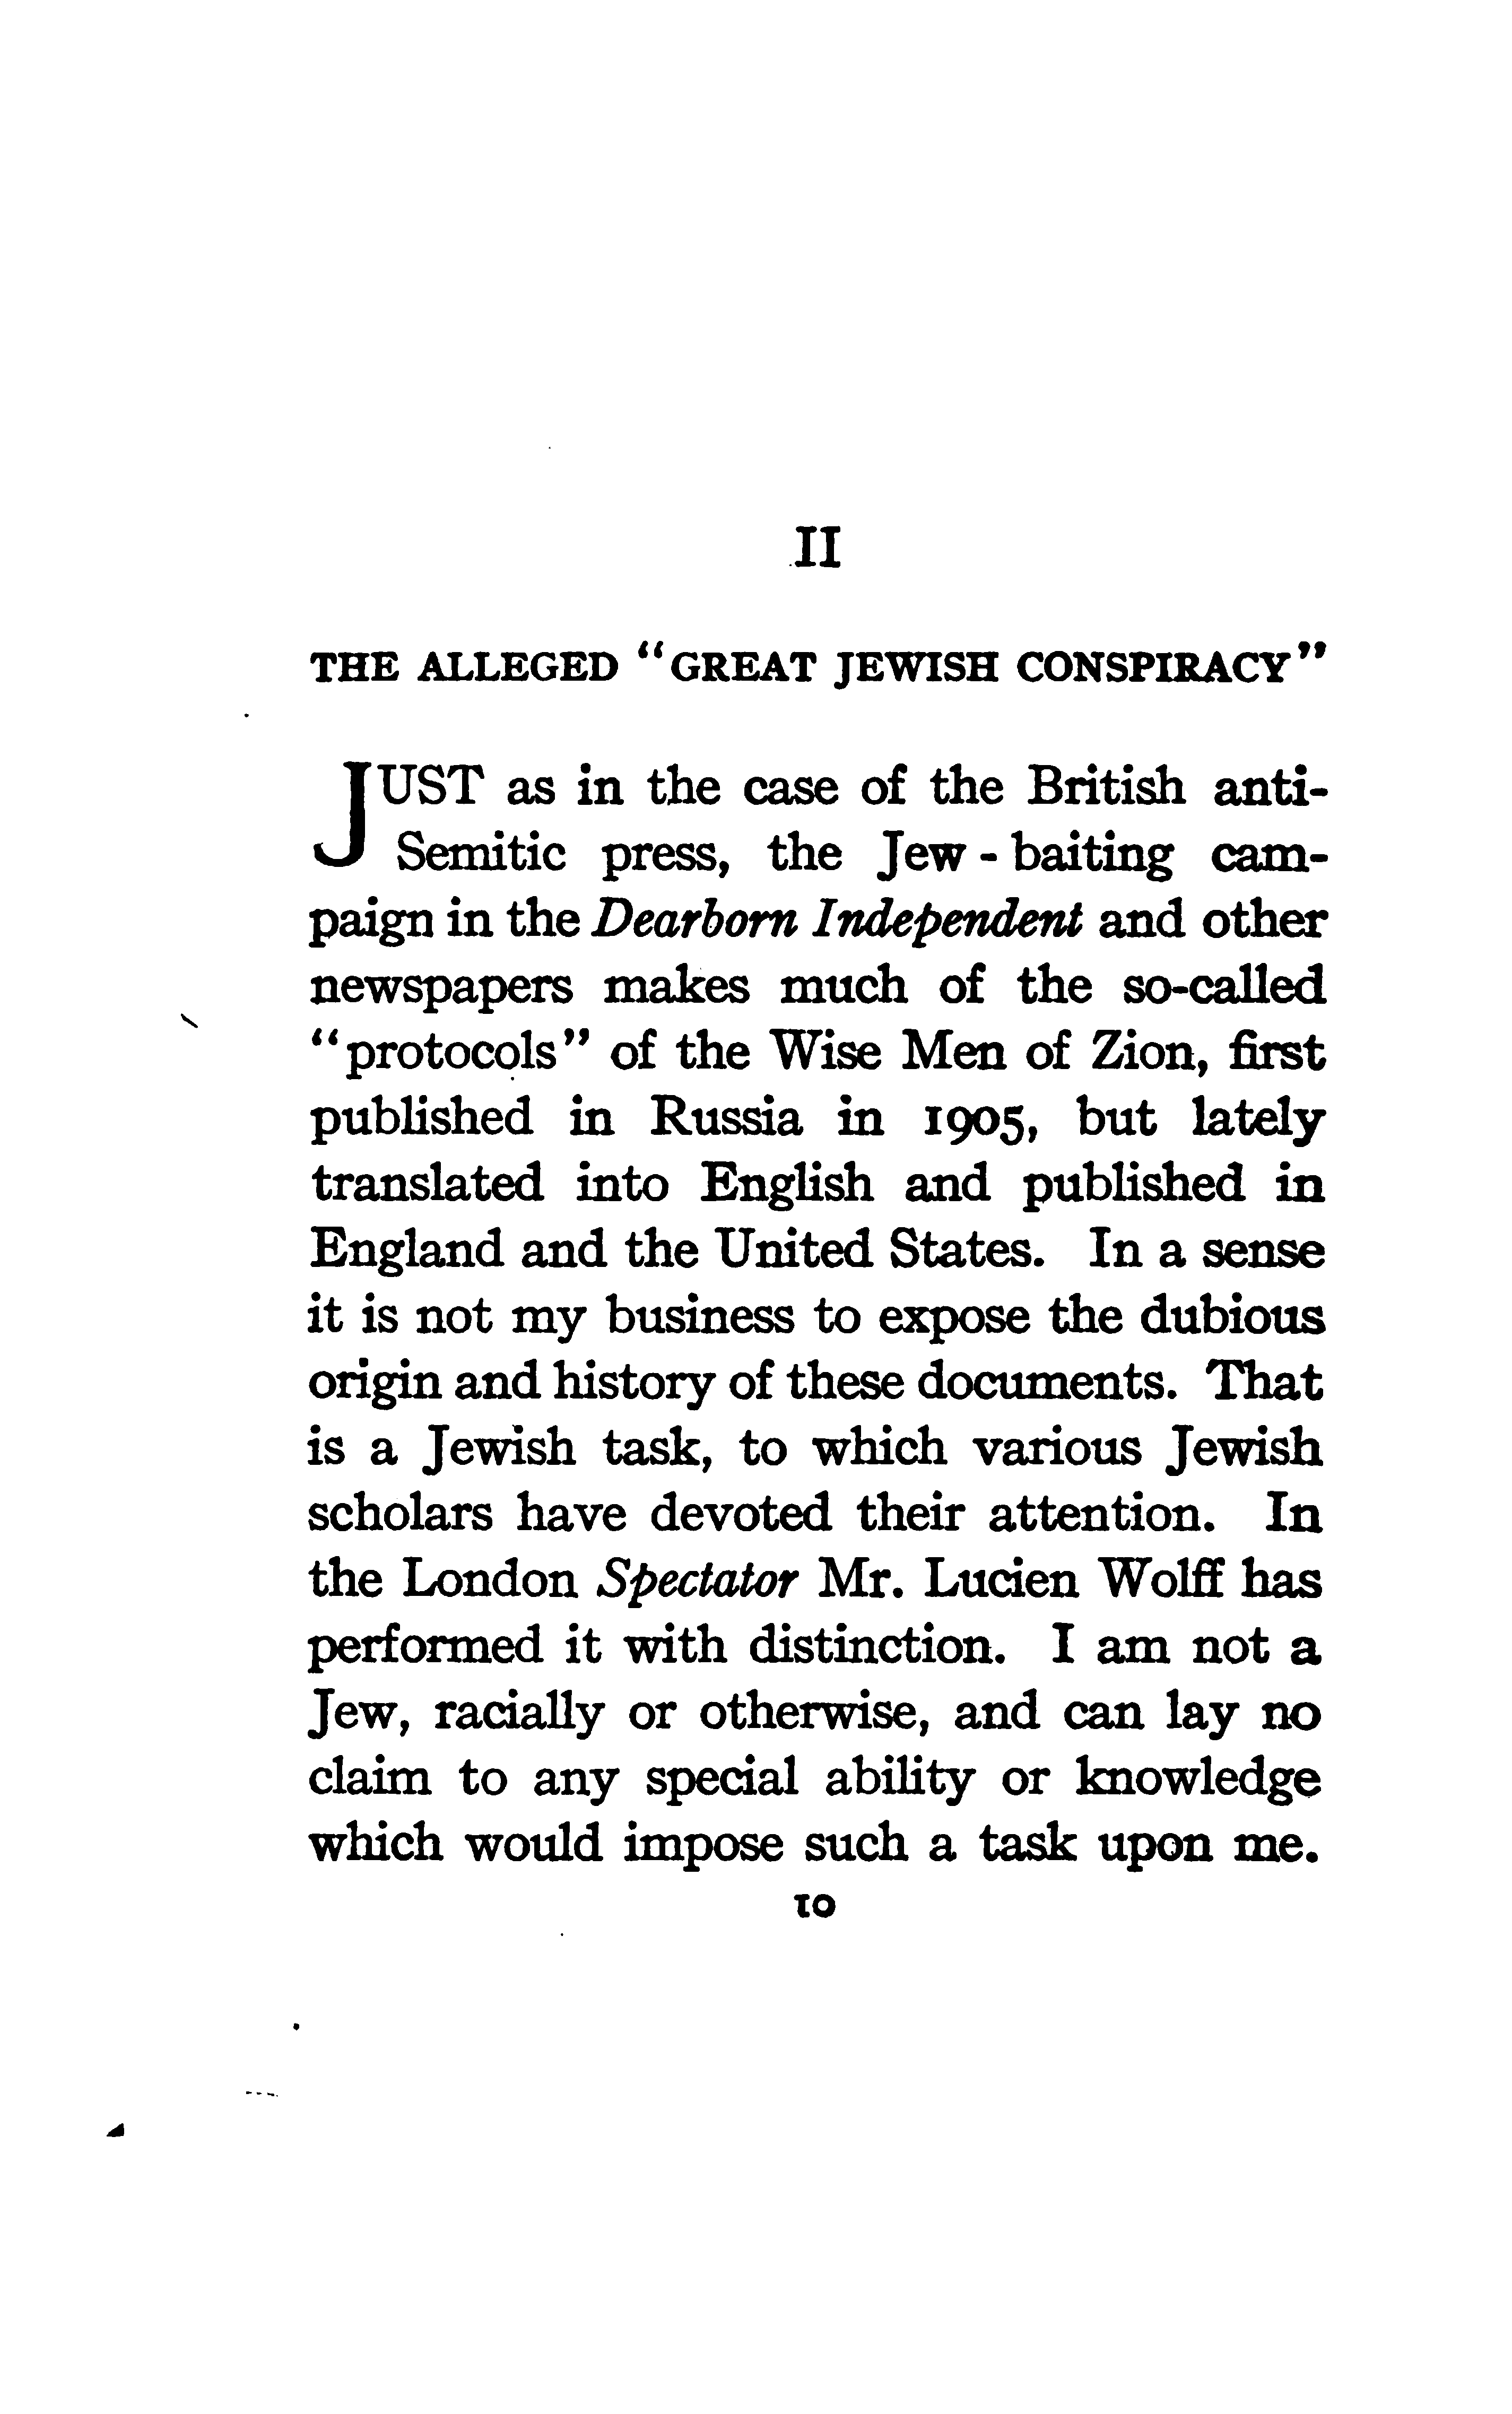 II
THE ALLEGED “GREAT JEWISH CONSPIRACY”
JUST as in the case of the British anti-
Semitic press, the Jew - baiting cam-
paign in the Dearborn Independent and other
newspapers makes much of the so-called
“protocols” of the Wise Men of Zion, first
published in Russia in 1905, but lately
translated into English and published in
England and the United States. In a sense
it is not my business to expose the dubious
origin and history of these documents. That
is a Jewish task, to which various Jewish
scholars have devoted their attention. In
the London Spectator Mr. Lucien Wolff has
performed it with distinction. I am not a
Jew, racially or otherwise, and can lay no
claim to any special ability or knowledge
which would impose such a task upon me.
10